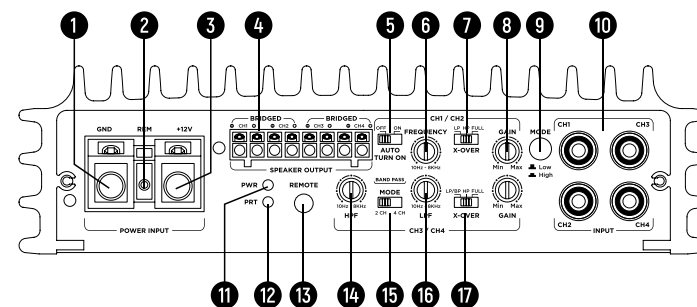 1 2 3 4 5 6 7 8 9 10
BRIDGED BRIDGED
CH1 CH2 CH3 CH4
CH1 / CH2
GND REM +12V
OFF ON
AUTO TURN ON
FREQUENCY
10Hz 8KHz
LP HP FULL
X-OVER
GAIN
Min Max
MODE
Low
High
CH1 CH3
CH2 CH4
INPUT
SPEAKER OUTPUT
PWR
PRT
REMOTE
POWER INPUT
10Hz 8KHz
HPF
BAND PASS
MODE
2 CH 4 CH
10Hz 8KHz
LPF
LP/BP HP FULL
X-OVER
Min Max
GAIN
CH3 / CH4
11 12 13 14 15 16 17